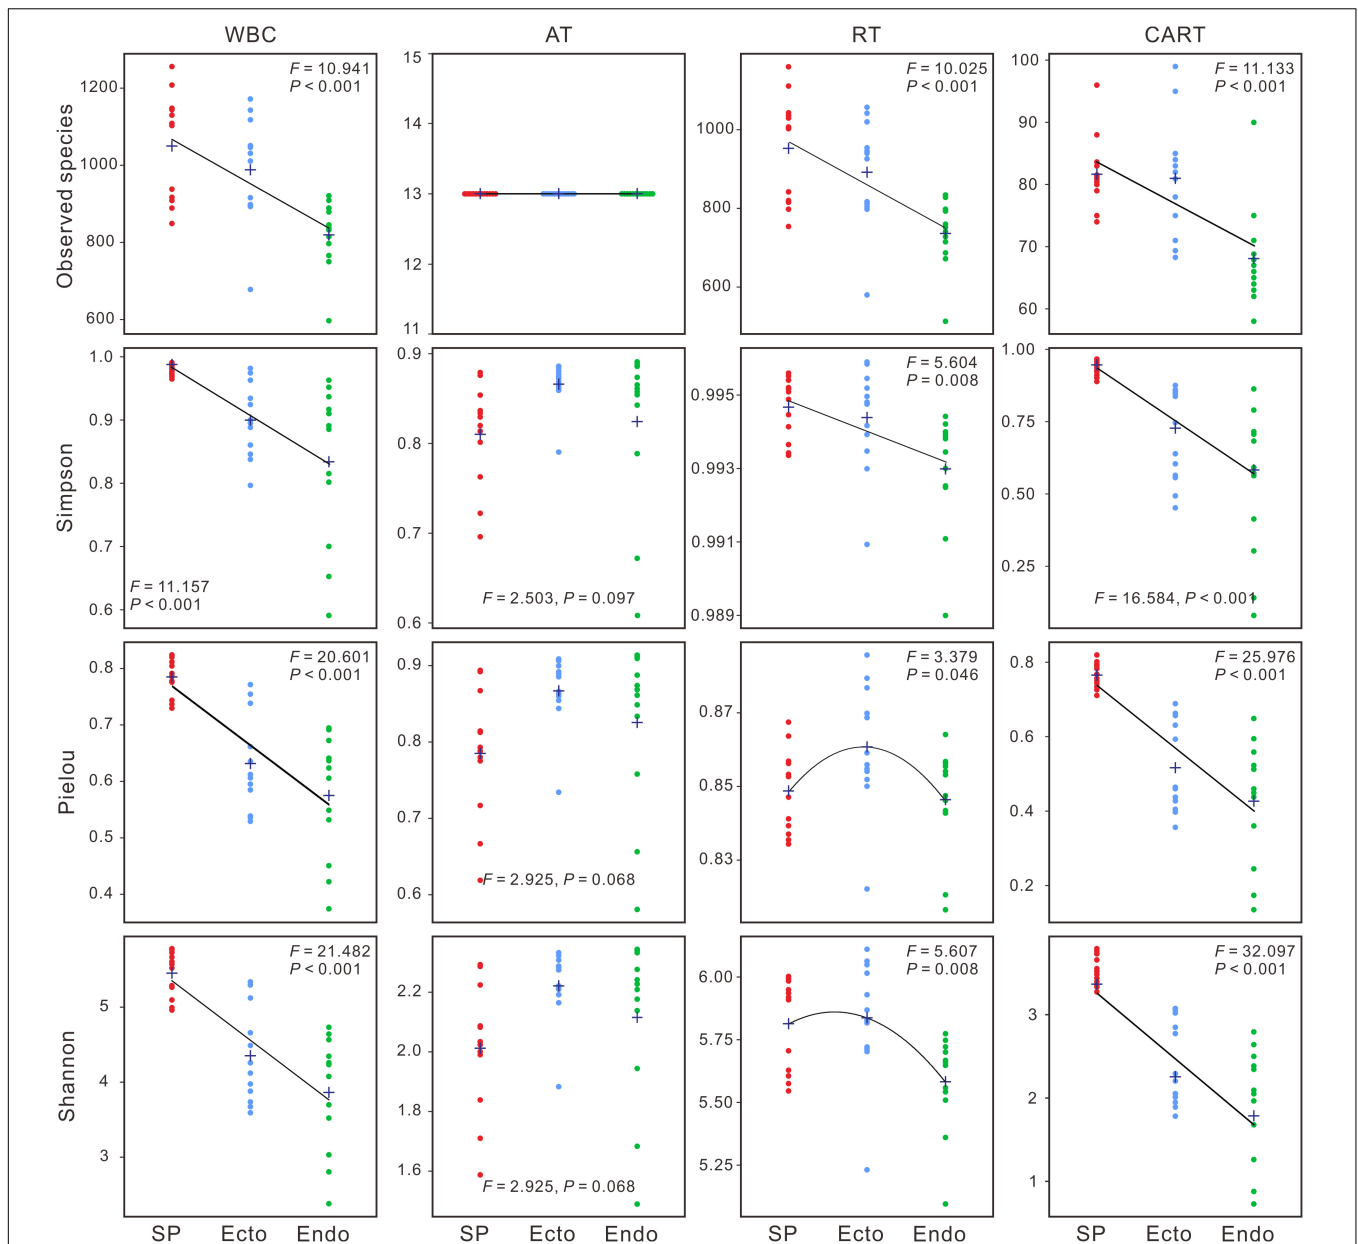 WBC AT RT CART
Observed species
1200
1000
800
600
F = 10.941
P < 0.001
15
14
13
12
11
1000
800
600
F = 10.025
P < 0.001
100
90
80
70
60
F = 11.133
P < 0.001
Simpson
1.0
0.9
0.8
0.7
0.6
F = 11.157
P < 0.001
0.9
0.8
0.7
0.6
F = 2.503, P = 0.097
0.995
0.993
0.991
0.989
F = 5.604
P = 0.008
1.00
0.75
0.50
0.25
F = 16.584, P < 0.001
Pielou
0.8
0.7
0.6
0.5
0.4
F = 20.601
P < 0.001
0.9
0.8
0.7
0.6
F = 2.925, P = 0.068
0.87
0.85
0.83
F = 3.379
P = 0.046
0.8
0.6
0.4
0.2
F = 25.976
P < 0.001
Shannon
5
4
3
F = 21.482
P < 0.001
2.2
2.0
1.8
1.6
F = 2.925, P = 0.068
6.00
5.75
5.50
5.25
F = 5.607
P = 0.008
3
2
1
F = 32.097
P < 0.001
SP Ecto Endo SP Ecto Endo SP Ecto Endo SP Ecto Endo